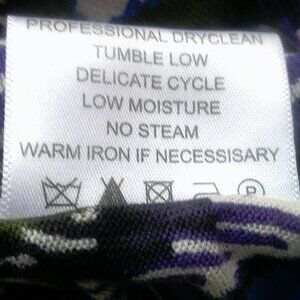 PROFESSIONAL DRYCLEAN
TUMBLE LOW
DELICATE CYCLE
LOW MOISTURE
NO STEAM
WARM IRON IF NECESSISARY
P